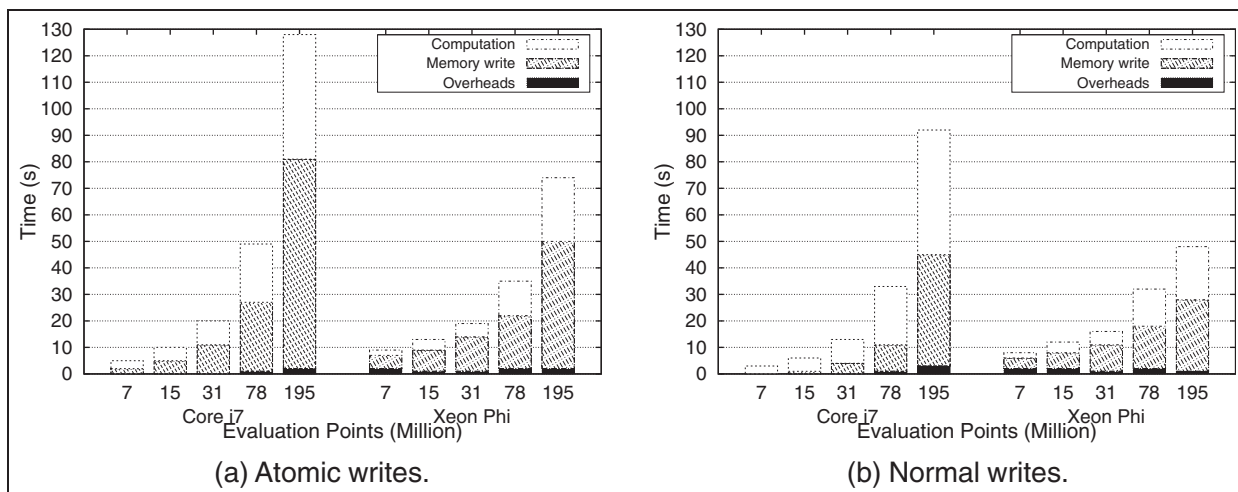 130
120
110
100
90
80
70
60
50
40
30
20
10
0
Time (s)
Computation
Memory write
Overheads
7 15 31 78 195 7 15 31 78 195
Core i7 Xeon Phi
Evaluation Points (Million)
(a) Atomic writes.
130
120
110
100
90
80
70
60
50
40
30
20
10
0
Time (s)
Computation
Memory write
Overheads
7 15 31 78 195 7 15 31 78 195
Core i7 Xeon Phi
Evaluation Points (Million)
(b) Normal writes.